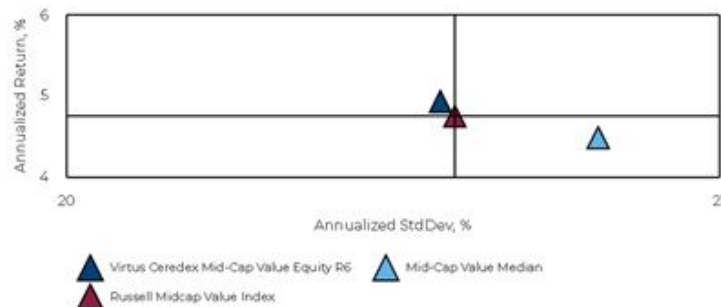 6
Annualized Return, %
5
4
20
Annualized StdDev, %
Virtus Ceredex Mid-Cap Value Equity R6
Mid-Cap Value Median
Russell Midcap Value Index